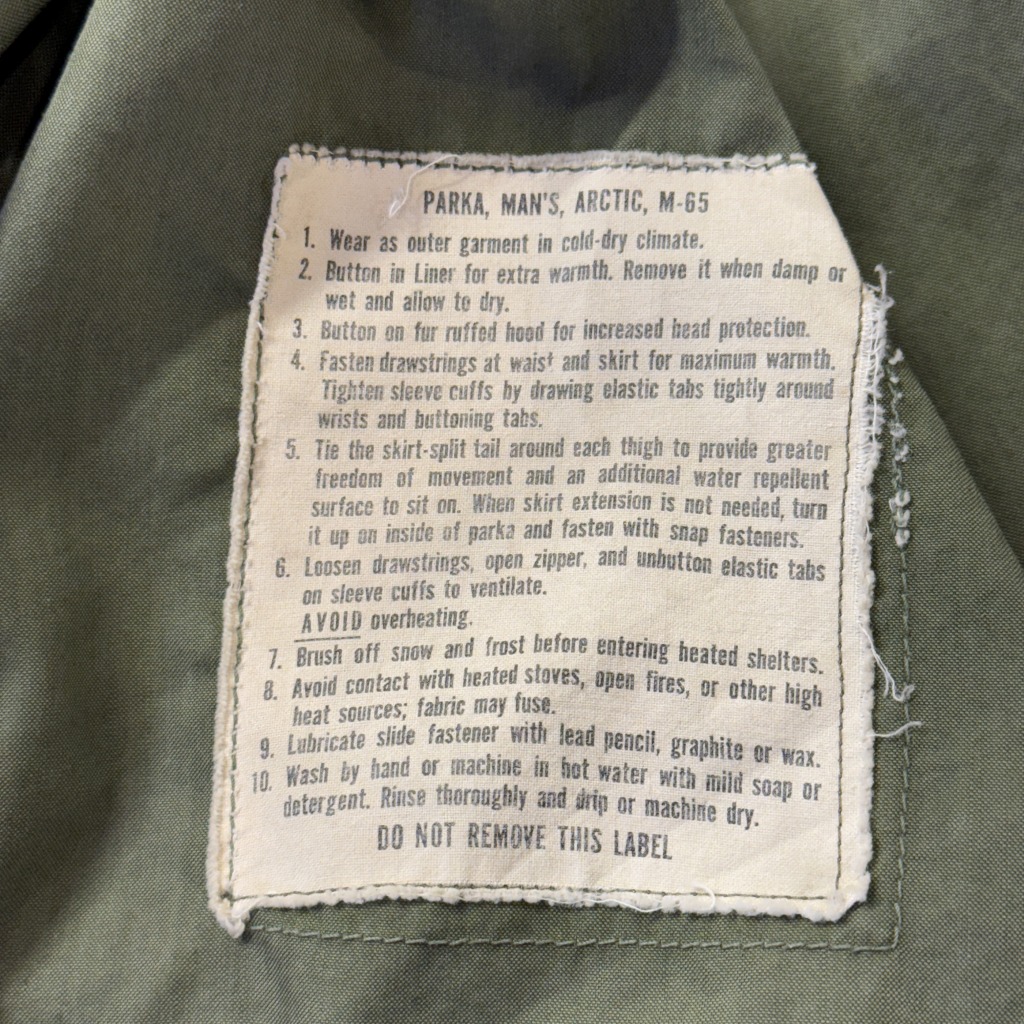 PARKA, MAN'S, ARCTIC, M-65
1. Wear as outer garment in cold-dry climate.
2. Button in Liner for extra warmth. Remove it when damp or
wet and allow to dry.
3. Button on fur ruffed hood for increased head protection.
4. Fasten drawstrings at waist and skirt for maximum warmth.
Tighten sleeve cuffs by drawing elastic tabs tightly around
wrists and buttoning tabs.
5. Tie the skirt-split tail around each thigh to provide greater
freedom of movement and an additional water repellent
surface to sit on. When skirt extension is not needed, turn
it up on inside of parka and fasten with snap fasteners.
6. Loosen drawstrings, open zipper, and unbutton elastic tabs
on sleeve cuffs to ventilate.
AVOID overheating.
7. Brush off snow and frost before entering heated shelters.
8. Avoid contact with heated stoves, open fires, or other high
heat sources; fabric may fuse.
9. Lubricate slide fastener with lead pencil, graphite or wax.
10. Wash by hand or machine in hot water with mild soap or
detergent. Rinse thoroughly and drip or machine dry.
DO NOT REMOVE THIS LABEL